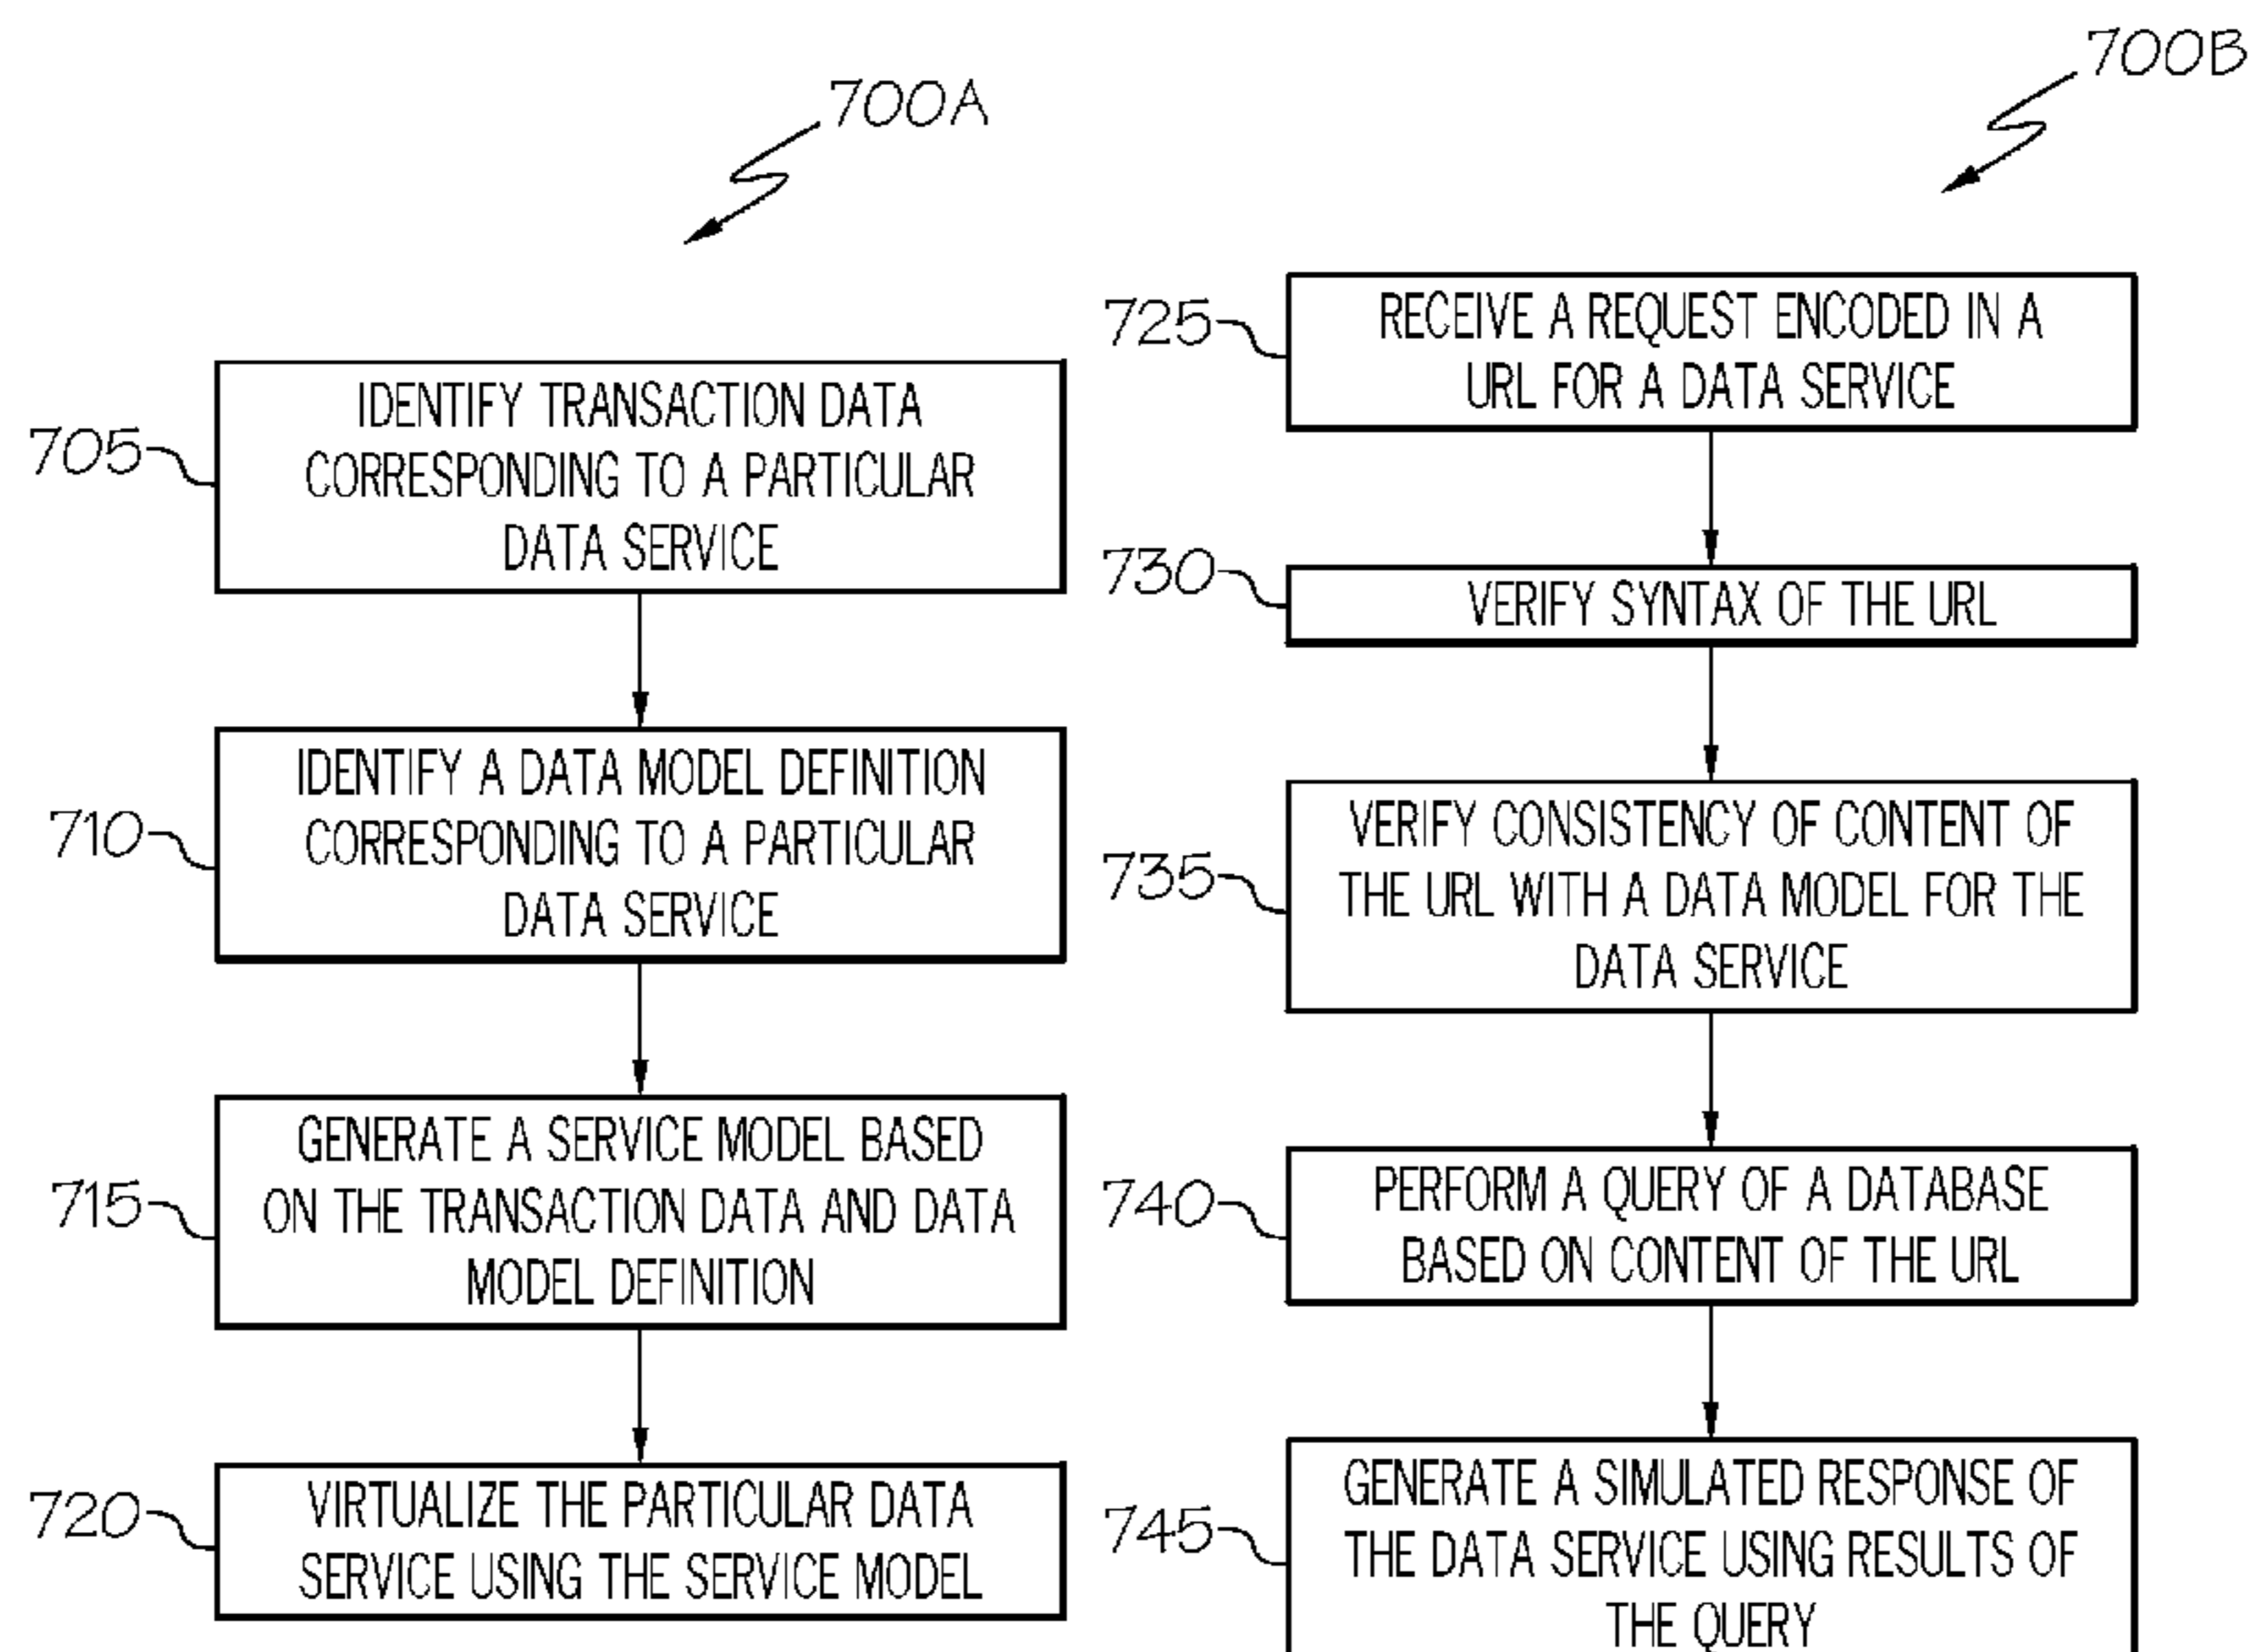 700A
705
IDENTIFY TRANSACTION DATA
CORRESPONDING TO A PARTICULAR
DATA SERVICE
710
IDENTIFY A DATA MODEL DEFINITION
CORRESPONDING TO A PARTICULAR
DATA SERVICE
715
GENERATE A SERVICE MODEL BASED
ON THE TRANSACTION DATA AND DATA
MODEL DEFINITION
720
VIRTUALIZE THE PARTICULAR DATA
SERVICE USING THE SERVICE MODEL
700B
725
RECEIVE A REQUEST ENCODED IN A
URL FOR A DATA SERVICE
730
VERIFY SYNTAX OF THE URL
735
VERIFY CONSISTENCY OF CONTENT OF
THE URL WITH A DATA MODEL FOR THE
DATA SERVICE
740
PERFORM A QUERY OF A DATABASE
BASED ON CONTENT OF THE URL
745
GENERATE A SIMULATED RESPONSE OF
THE DATA SERVICE USING RESULTS OF
THE QUERY